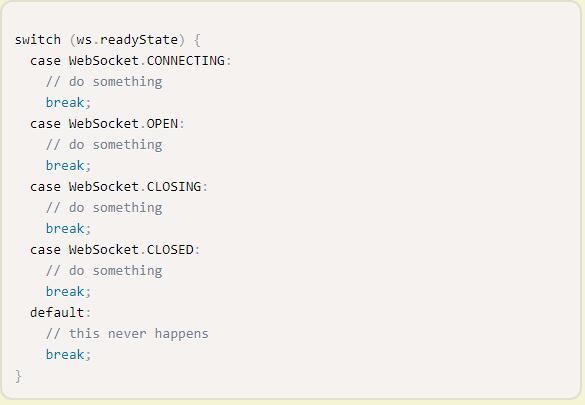 switch (ws.readyState) {
  case WebSocket.CONNECTING:
    // do something
    break;
  case WebSocket.OPEN:
    // do something
    break;
  case WebSocket.CLOSING:
    // do something
    break;
  case WebSocket.CLOSED:
    // do something
    break;
  default:
    // this never happens
    break;
}